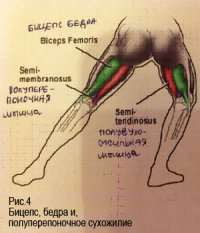 БИЦЕПС БЕДРА
Biceps Femoris
Semi-
membranosus
ПОЛУПЕРЕ-
ПОНОЧНАЯ
МЫШЦА
Semi-
tendinosus
ПОЛУСУХО-
ЖИЛЬНАЯ
МЫШЦА
Рис.4
Бицепс, бедра и,
полуперепоночное сухожилие